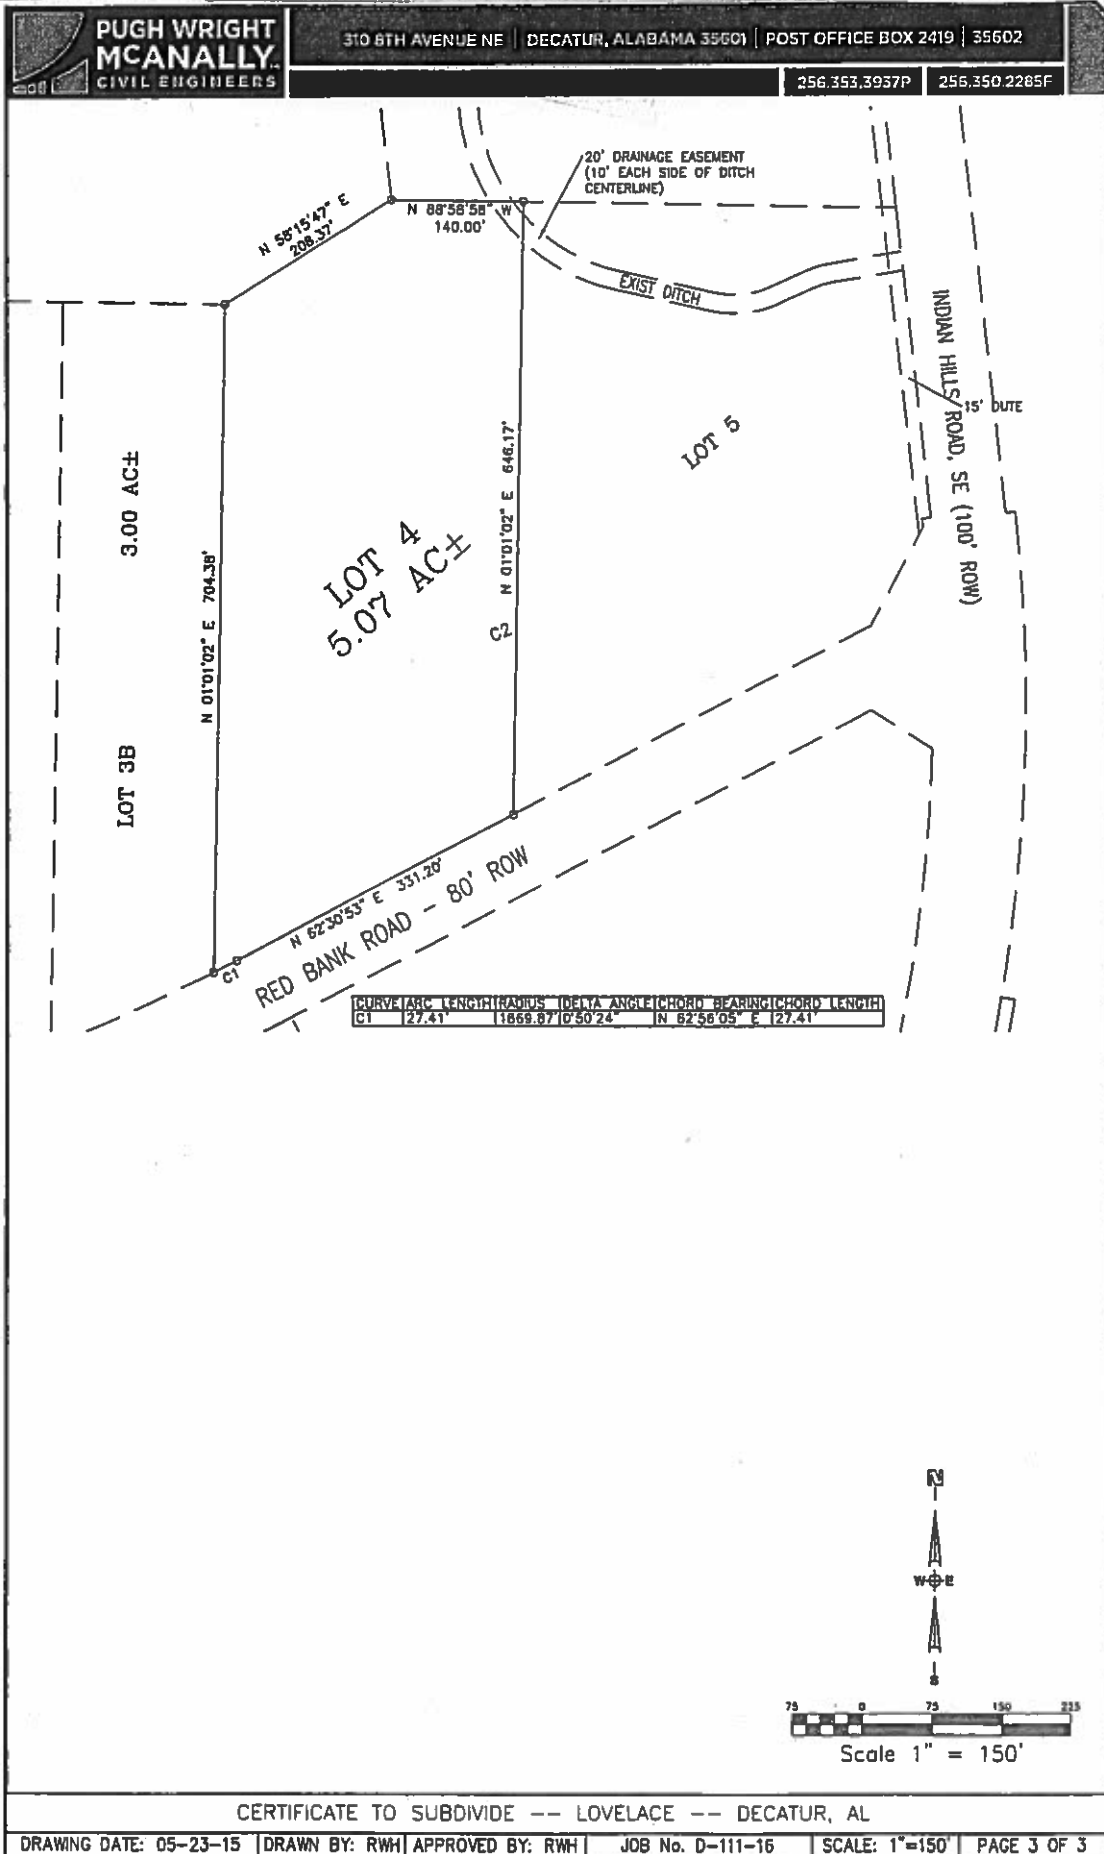 PUGH WRIGHT
MCANALLY
CIVIL ENGINEERS
310 8TH AVENUE NE | DECATUR, ALABAMA 35601 | POST OFFICE BOX 2419 | 35602
256.353.3937P 256.350.2285F
20' DRAINAGE EASEMENT
(10' EACH SIDE OF DITCH
CENTERLINE)
N 58°15'47" E
208.37'
N 88°58'58" W
140.00'
EXIST DITCH
INDIAN HILLS ROAD, SE (100' ROW)
15' DUTE
LOT 5
3.00 AC±
LOT 3B
N 01°01'02" E 704.38'
LOT 4
5.07 AC±
N 01°01'02" E 646.17'
C2
N 62°30'53" E 331.20'
C1
RED BANK ROAD - 80' ROW
CURVE ARC LENGTH RADIUS DELTA ANGLE CHORD BEARING CHORD LENGTH
C1 27.41' 1869.87' 0°50'24" N 62°56'05" E 27.41'
N
W E
S
75 0 75 150 225
Scale 1" = 150'
CERTIFICATE TO SUBDIVIDE -- LOVELACE -- DECATUR, AL
DRAWING DATE: 05-23-15 DRAWN BY: RWH APPROVED BY: RWH JOB No. D-111-16 SCALE: 1"=150' PAGE 3 OF 3